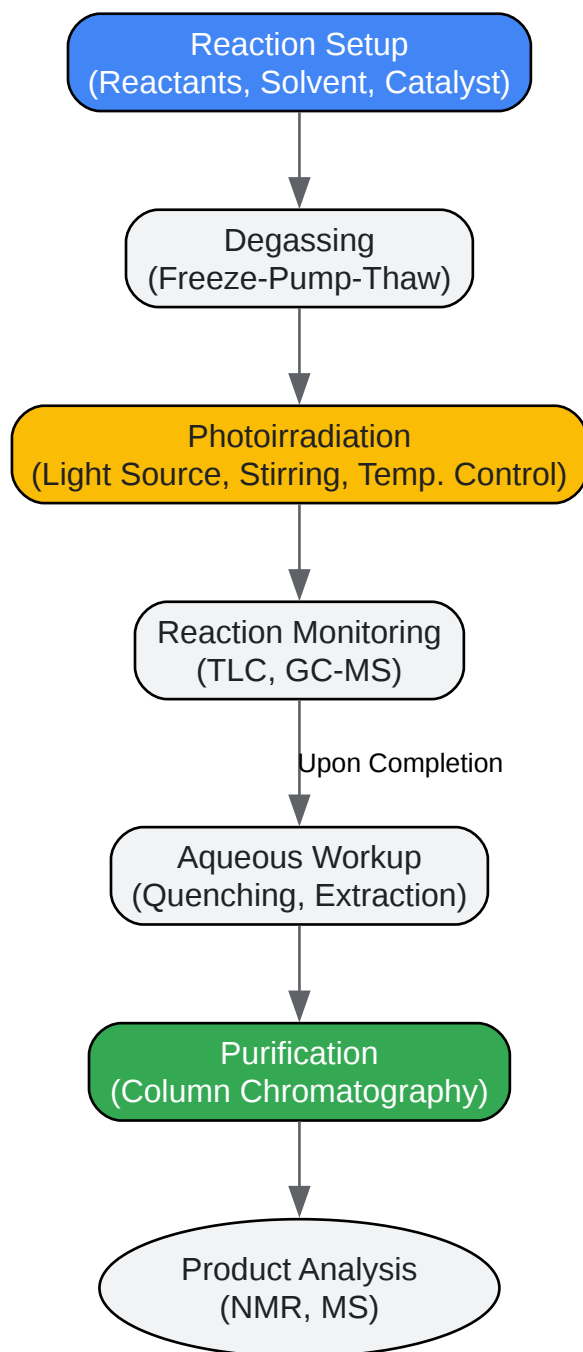 Reaction Setup
(Reactants, Solvent, Catalyst)
Degassing
(Freeze-Pump-Thaw)
Photoirradiation
(Light Source, Stirring, Temp. Control)
Reaction Monitoring
(TLC, GC-MS)
Upon Completion
Aqueous Workup
(Quenching, Extraction)
Purification
(Column Chromatography)
Product Analysis
(NMR, MS)